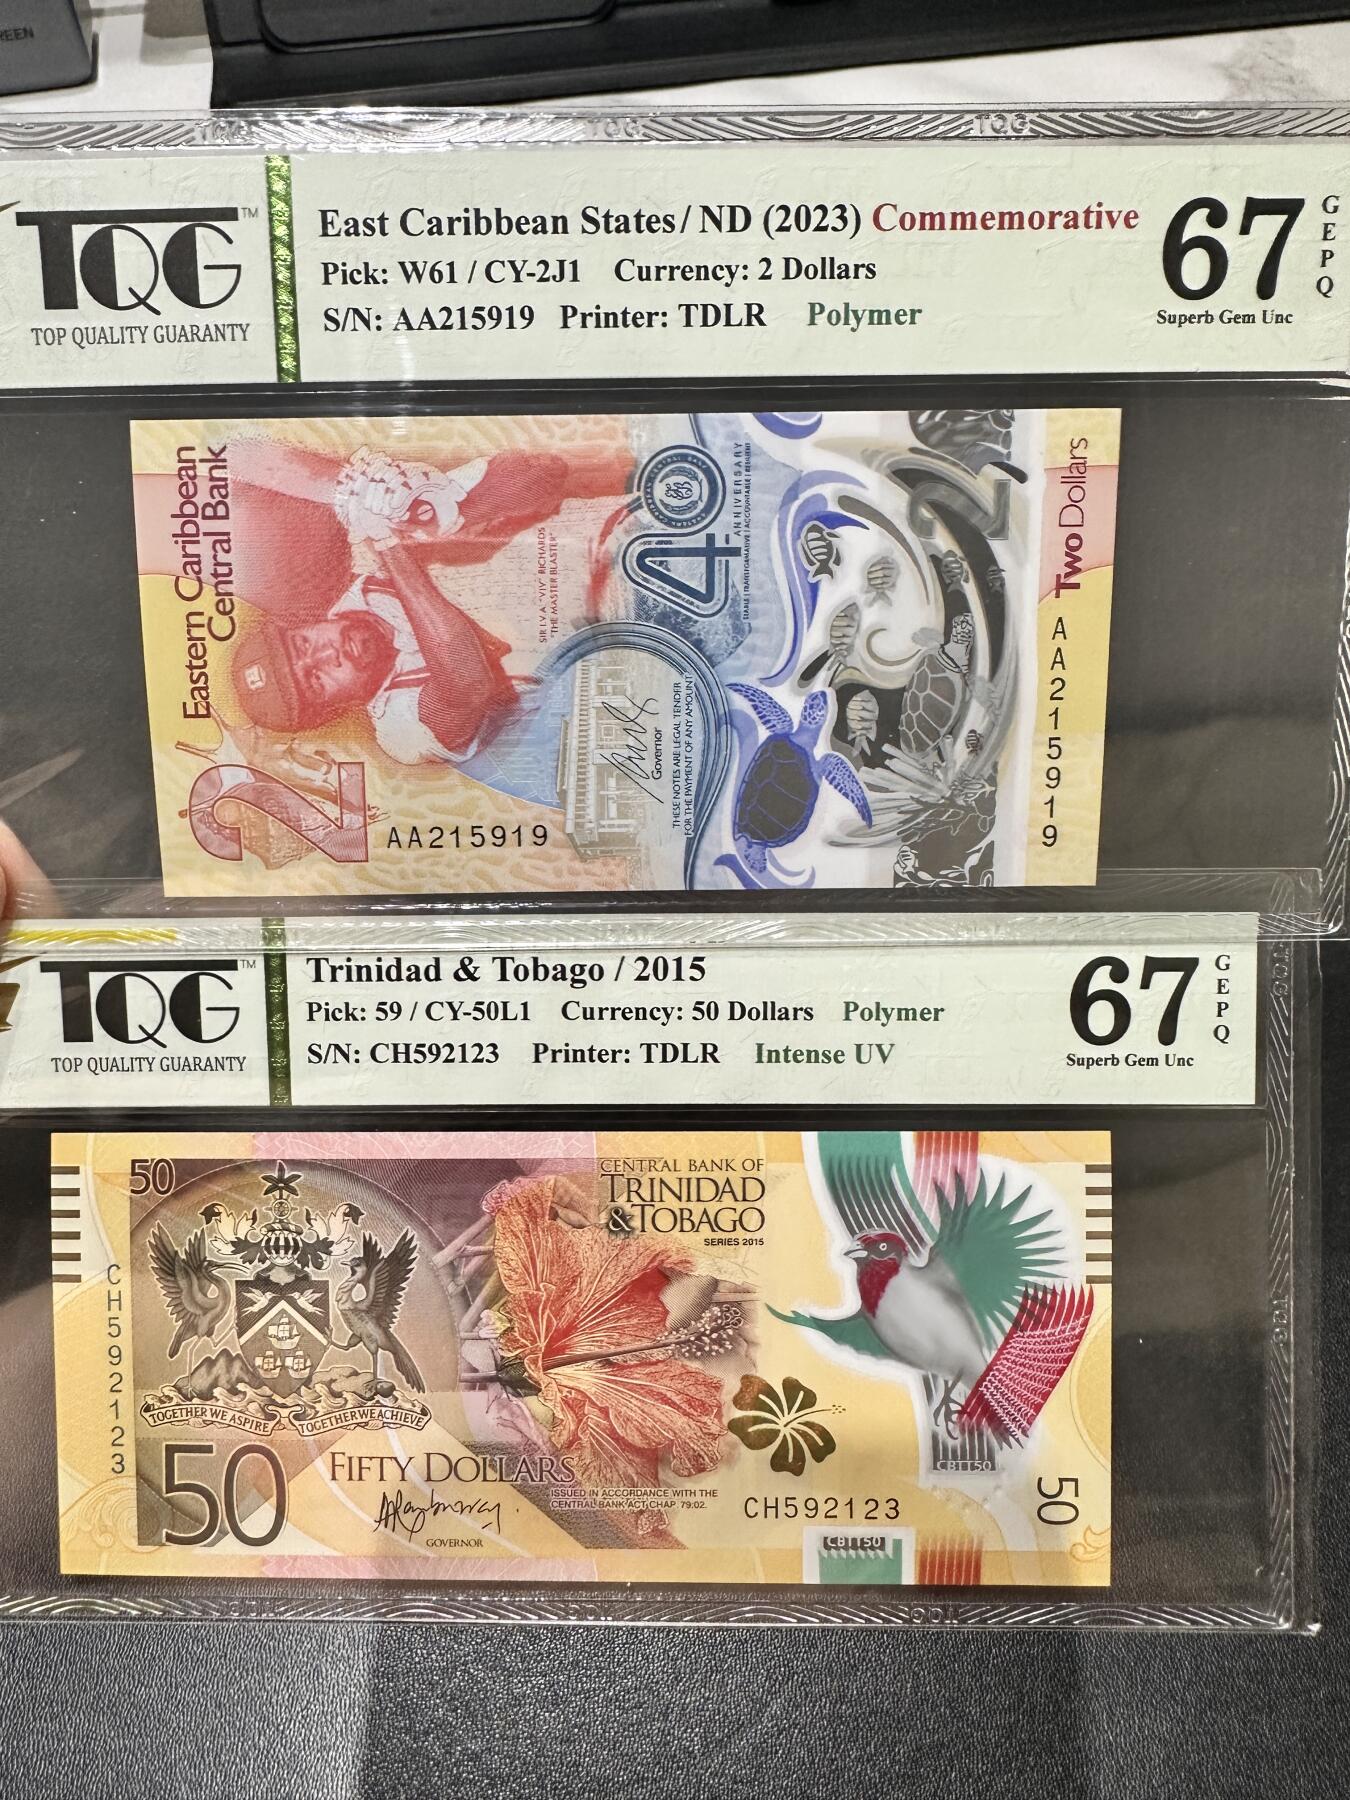 TQG
TQG
TQG™
TOP QUALITY GUARANTY
East Caribbean States/ ND (2023) Commemorative
Pick: W61 / CY-2J1 Currency: 2 Dollars
S/N: AA215919 Printer: TDLR Polymer
67
Superb Gem Unc
GEPQ
Eastern Caribbean
Central Bank
SIR I.V.A. "VIV" RICHARDS
"THE MASTER BLASTER"
40
ANNIVERSARY
Governor
THESE NOTES ARE LEGAL TENDER
FOR THE PAYMENT OF ANY AMOUNT
2
2
AA215919
Two Dollars
AA215919
TQG™
TOP QUALITY GUARANTY
Trinidad & Tobago / 2015
Pick: 59 / CY-50L1 Currency: 50 Dollars Polymer
S/N: CH592123 Printer: TDLR Intense UV
67
Superb Gem Unc
GEPQ
50
CENTRAL BANK OF
TRINIDAD
&TOBAGO
SERIES 2015
CH592123
TOGETHER WE ASPIRE
TOGETHER WE ACHIEVE
50
FIFTY DOLLARS
ISSUED IN ACCORDANCE WITH THE
CENTRAL BANK ACT, CHAP. 79:02.
GOVERNOR
CH592123
CBTT50
CBTT50
50